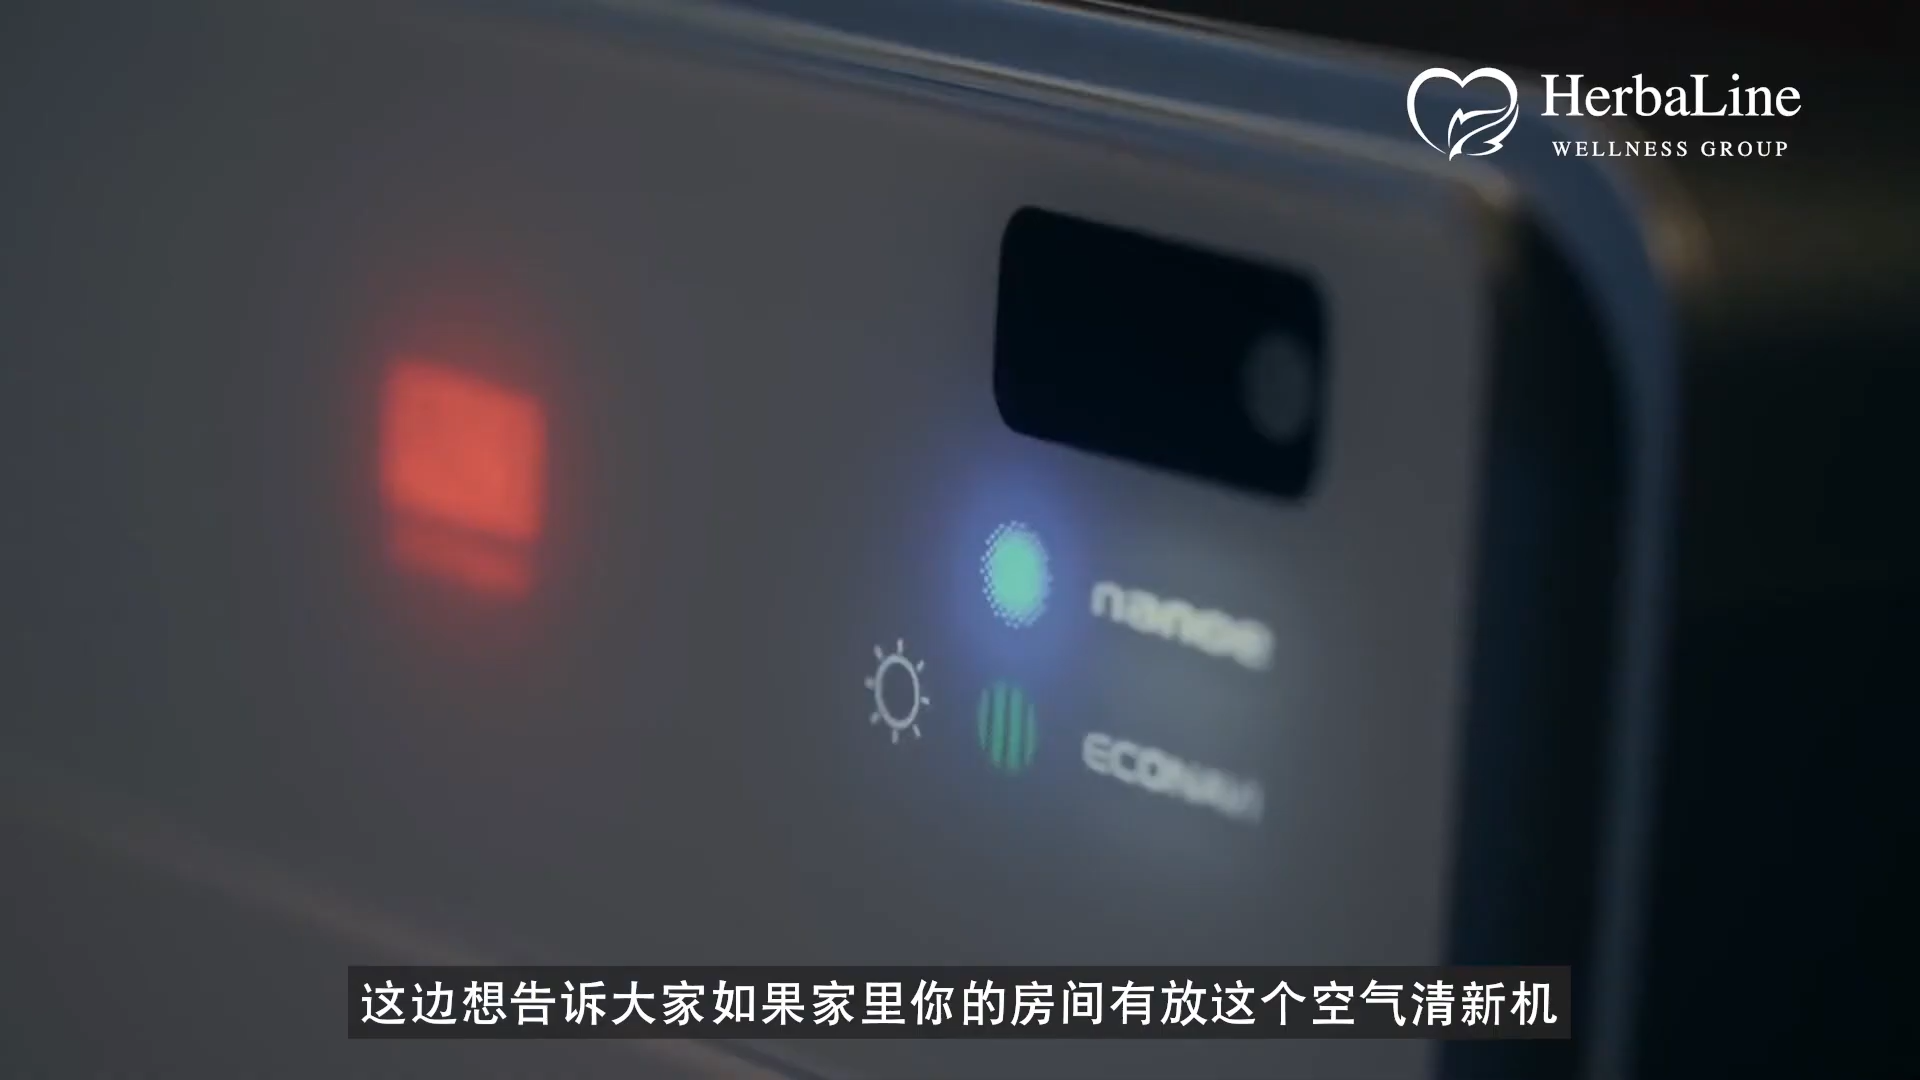 HerbaLine
WELLNESS GROUP
nanoe
ECONAVI
这边想告诉大家如果家里你的房间有放这个空气清新机